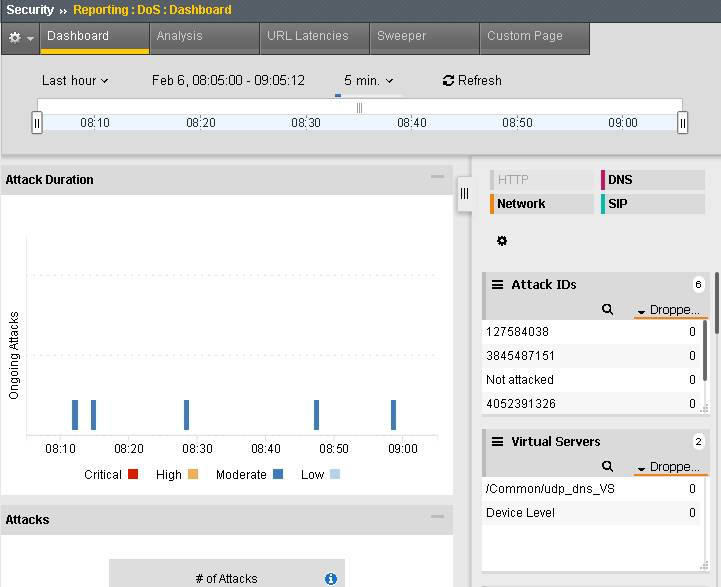 Security ›› Reporting : DoS : Dashboard
Dashboard Analysis URL Latencies Sweeper Custom Page
Last hour Feb 6, 08:05:00 - 09:05:12 5 min. Refresh
08:10 08:20 08:30 08:40 08:50 09:00
Attack Duration
Ongoing Attacks
08:10 08:20 08:30 08:40 08:50 09:00
Critical High Moderate Low
Attacks
# of Attacks
HTTP DNS
Network SIP
Attack IDs 6
Droppe...
127584038 0
3845487151 0
Not attacked 0
4052391326 0
Virtual Servers 2
Droppe...
/Common/udp_dns_VS 0
Device Level 0